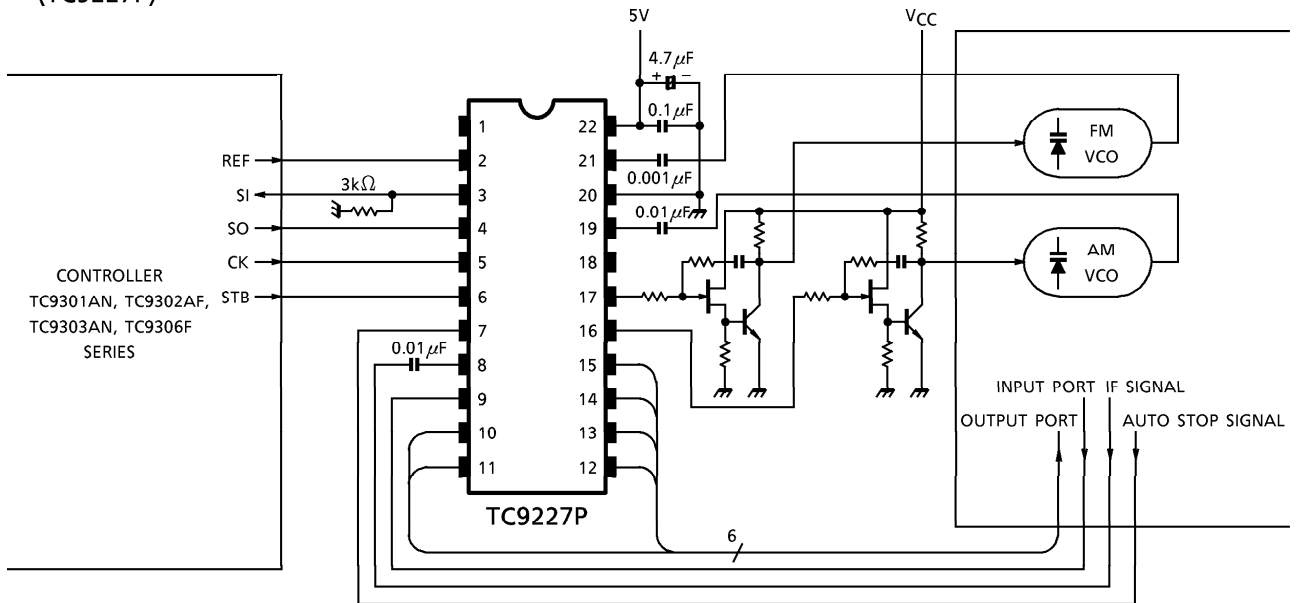 (TC9227P)
5V
VCC
4.7μF
+ −
0.1μF
0.001μF
0.01μF
REF
SI
SO
CK
STB
3kΩ
CONTROLLER
TC9301AN, TC9302AF,
TC9303AN, TC9306F
SERIES
0.01μF
1
2
3
4
5
6
7
8
9
10
11
22
21
20
19
18
17
16
15
14
13
12
TC9227P
FM
VCO
AM
VCO
INPUT PORT IF SIGNAL
OUTPUT PORT AUTO STOP SIGNAL
6